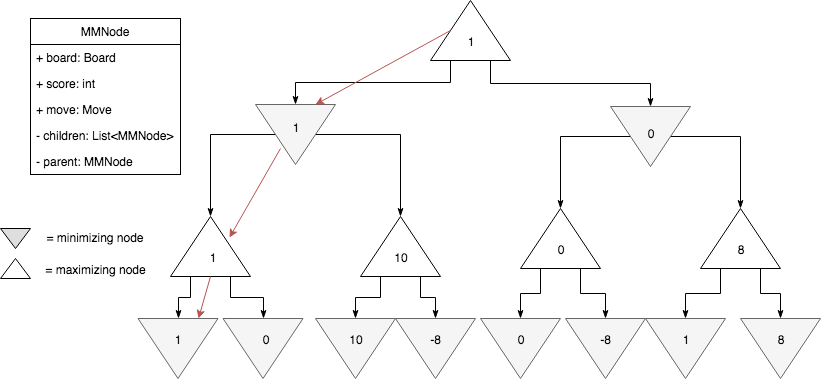 MMNode
+ board: Board
+ score: int
+ move: Move
- children: List<MMNode>
- parent: MMNode
1
1
0
1
10
0
8
= minimizing node
= maximizing node
1
0
10
-8
0
-8
1
8